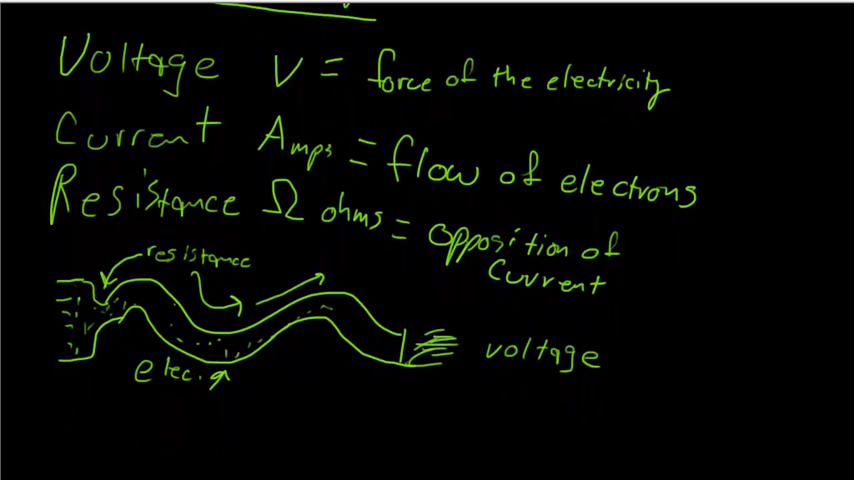 Voltage V = force of the electricity
Current Amps = flow of electrons
Resistance Ω ohms = opposition of
current
resistance
voltage
elec.